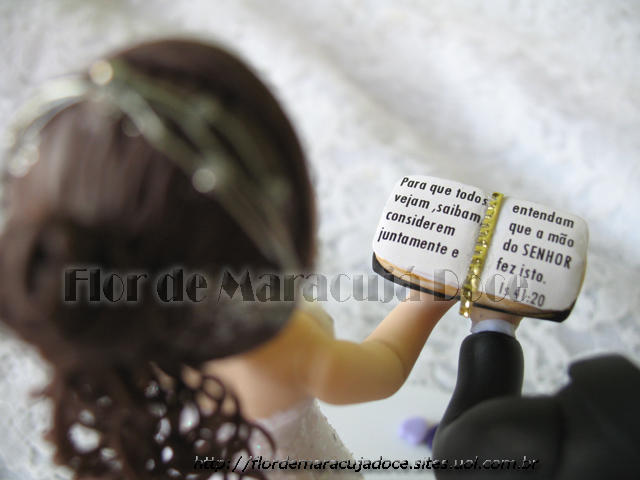 Para que todos
vejam ,saibam
considerem
juntamente e
entendam
que a mão
do SENHOR
fez isto.
Is 41:20
Flor de Maracujá Doce
http://flordemaracujadoce.sites.uol.com.br